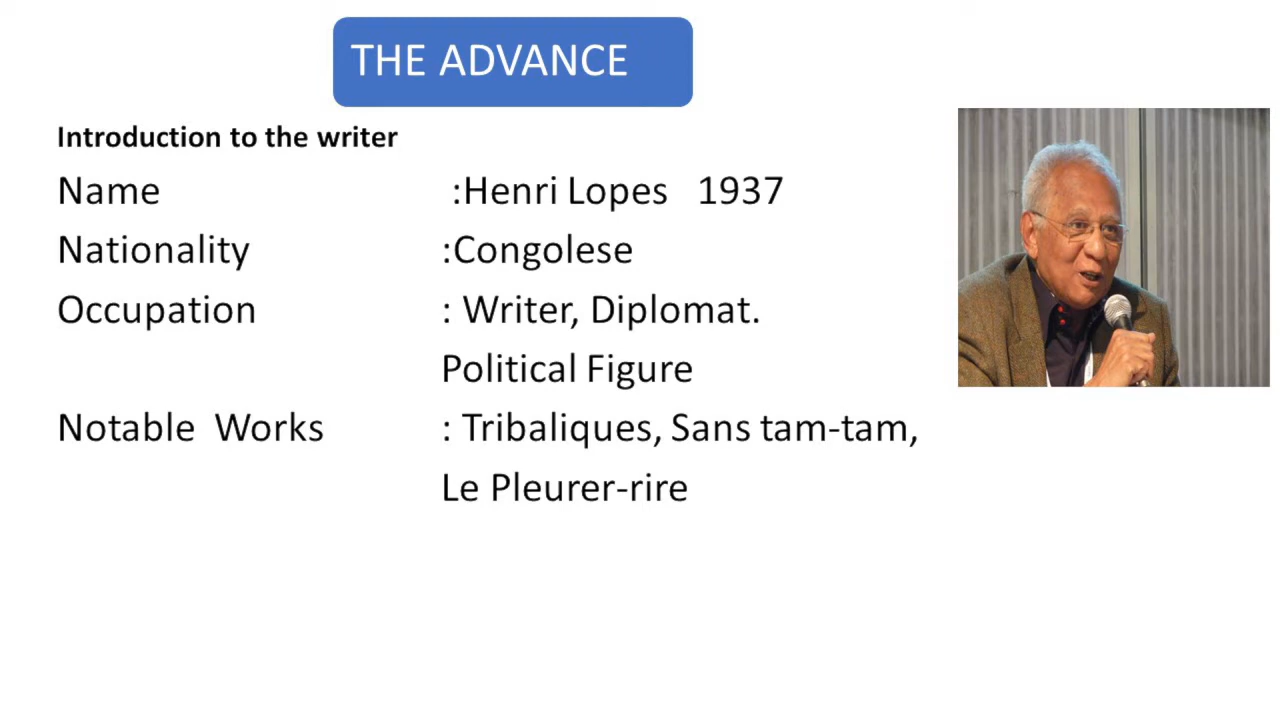 THE ADVANCE
Introduction to the writer
Name :Henri Lopes 1937
Nationality :Congolese
Occupation : Writer, Diplomat.
Political Figure
Notable Works : Tribaliques, Sans tam-tam,
Le Pleurer-rire